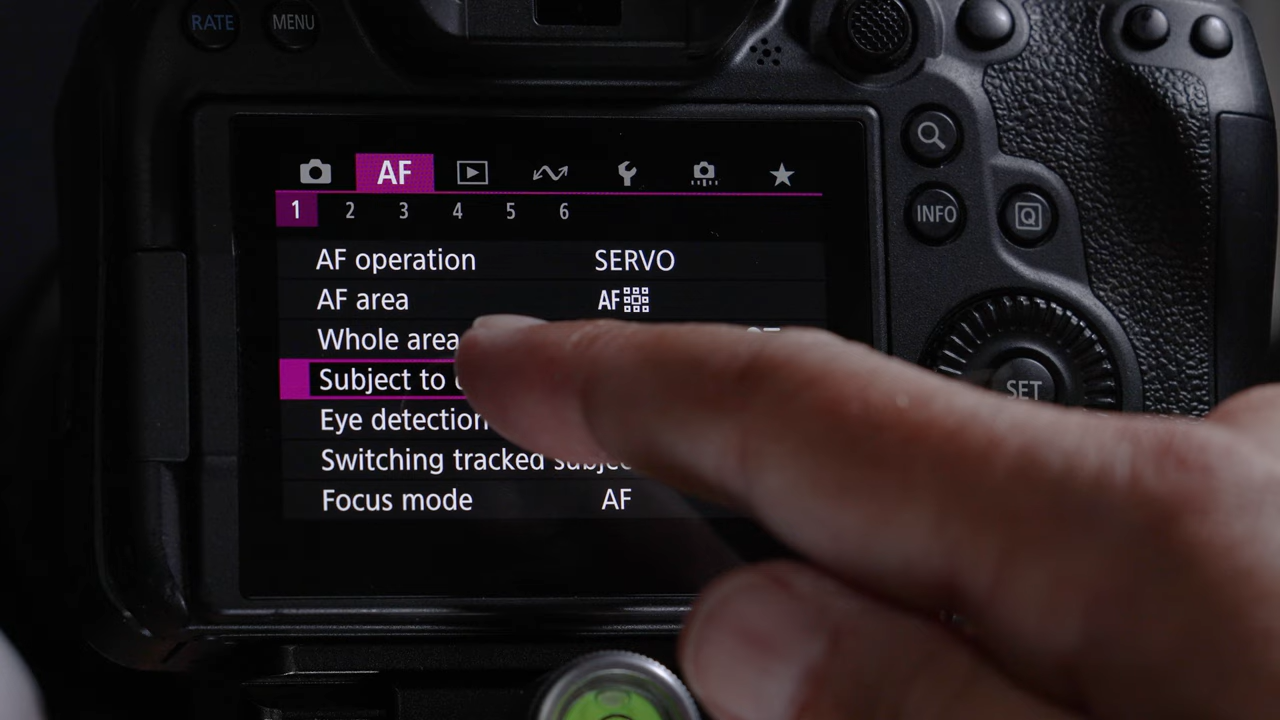 RATE MENU
AF
1 2 3 4 5 6
INFO Q
AF operation SERVO
AF area AF
Whole area
Subject to
SET
Eye detection
Switching tracked subjec
Focus mode AF